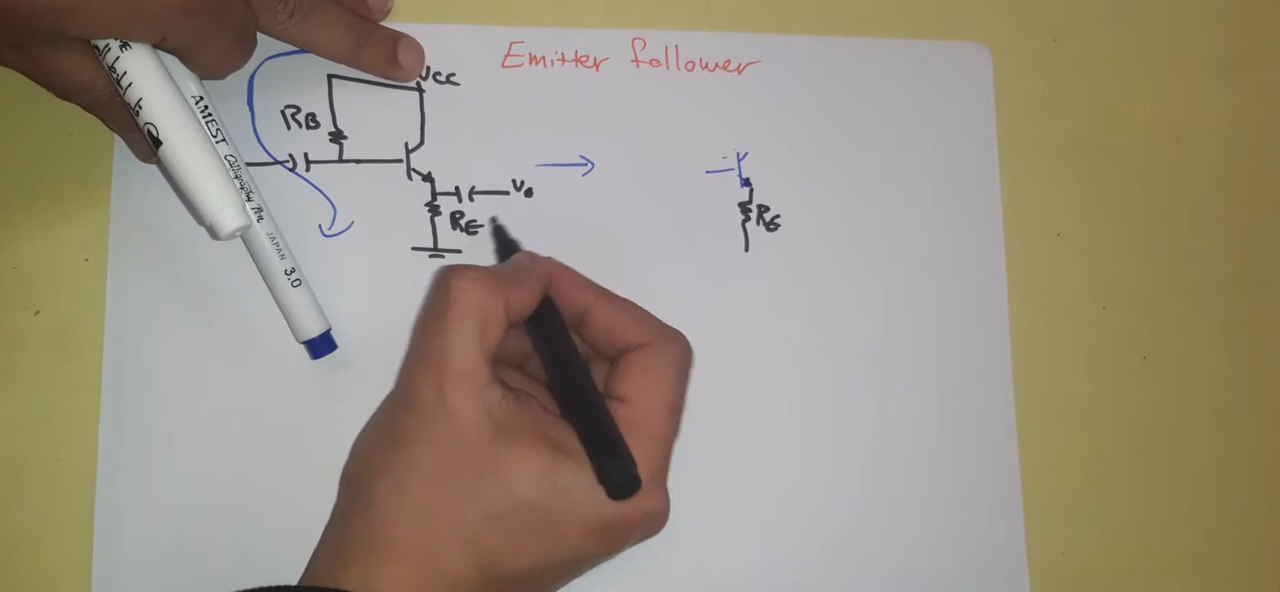 Emitter follower
VCC
RB
Vo
RE
RE
AMEST Calligraphy Pen JAPAN 3.0